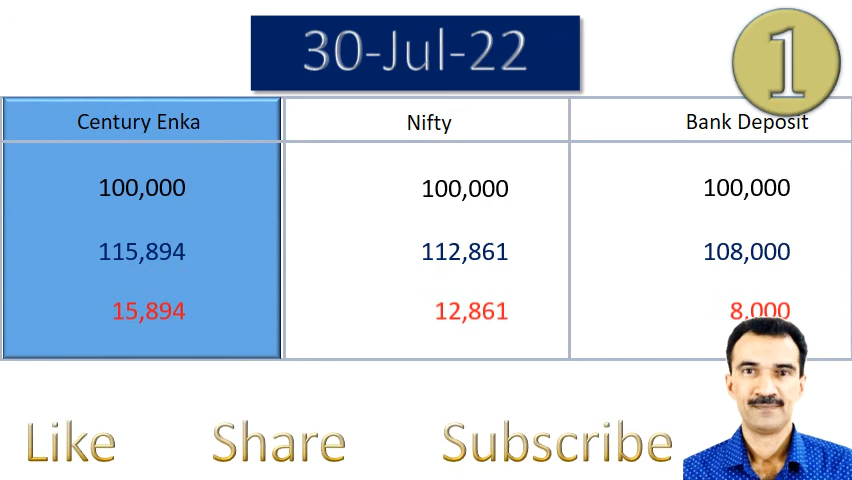 30-Jul-22
1
Century Enka Nifty Bank Deposit
100,000 100,000 100,000
115,894 112,861 108,000
15,894 12,861 8,000
Like Share Subscribe